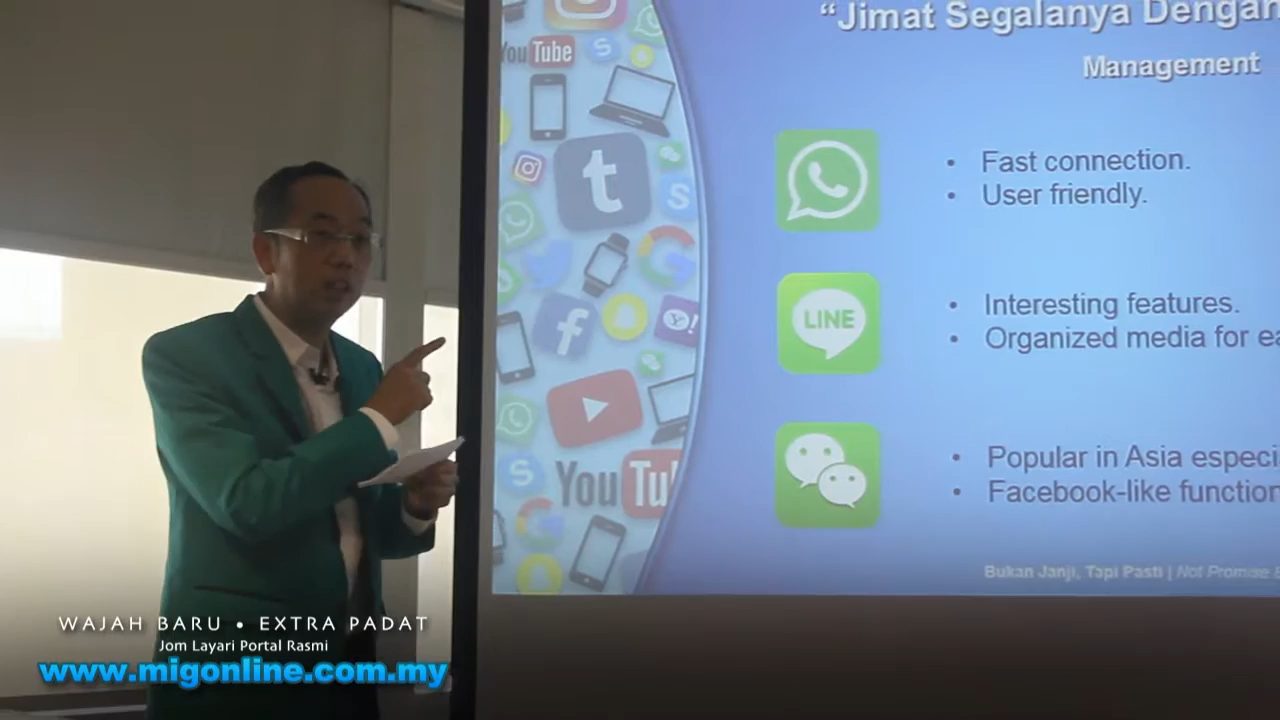 “Jimat Segalanya Dengan
Management
YouTube
t
Fast connection.
User friendly.
LINE
Interesting features.
Organized media for ea
f
Y!
Popular in Asia especi
Facebook-like function
YouTu
S
Bukan Janji, Tapi Pasti | Not Promise
WAJAH BARU • EXTRA PADAT
Jom Layari Portal Rasmi
www.migonline.com.my